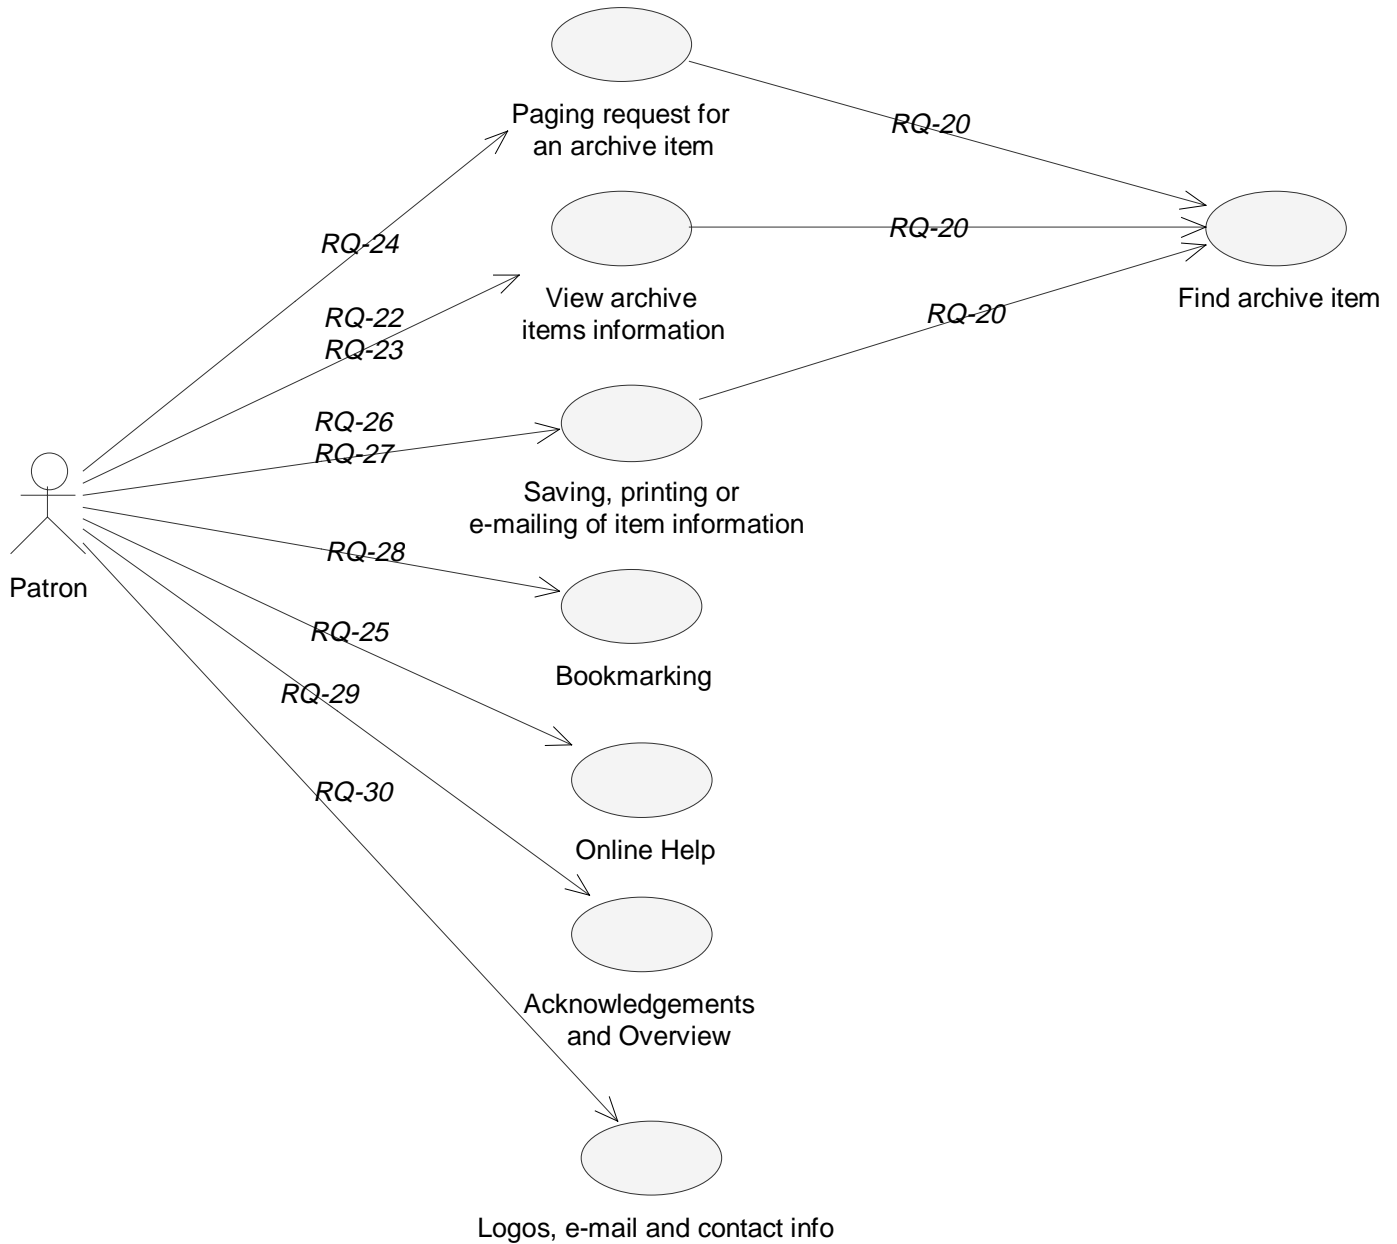 Paging request for
an archive item
RQ-20
RQ-24
RQ-20
View archive
items information
Find archive item
RQ-22
RQ-23
RQ-20
RQ-26
RQ-27
Saving, printing or
e-mailing of item information
RQ-28
Patron
RQ-25
Bookmarking
RQ-29
RQ-30
Online Help
Acknowledgements
and Overview
Logos, e-mail and contact info